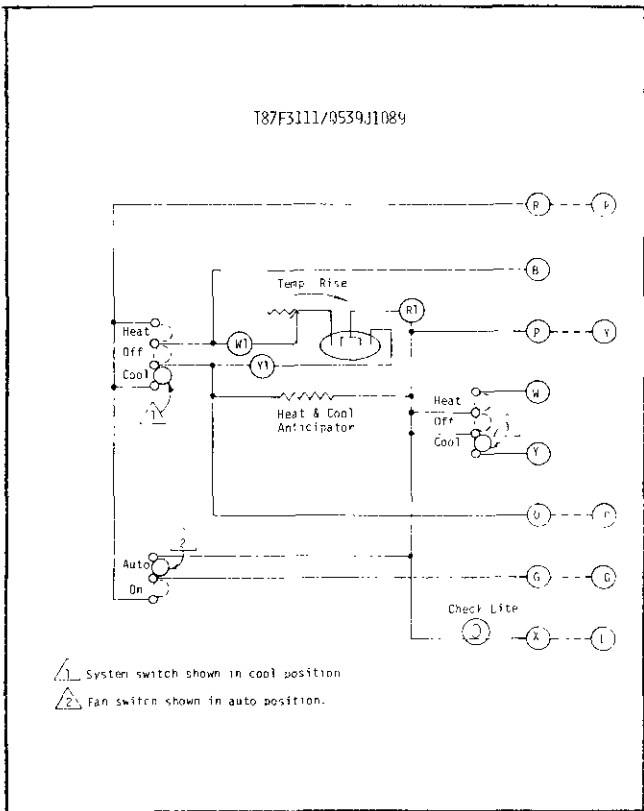 T87F3111/Q539J1089
R P
B
Temp Rise
R1
Heat
W1
P Y
Off
Y1
Cool
W
Heat
Heat & Cool
Anticipator
Off
Cool
1
Y
O
2
Auto
G G
On
Check Lite
X L
1 System switch shown in cool position
2 Fan switch shown in auto position.